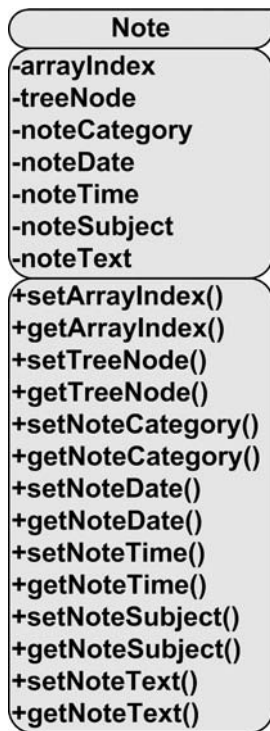 Note
-arrayIndex
-treeNode
-noteCategory
-noteDate
-noteTime
-noteSubject
-noteText
+setArrayIndex()
+getArrayIndex()
+setTreeNode()
+getTreeNode()
+setNoteCategory()
+getNoteCategory()
+setNoteDate()
+getNoteDate()
+setNoteTime()
+getNoteTime()
+setNoteSubject()
+getNoteSubject()
+setNoteText()
+getNoteText()